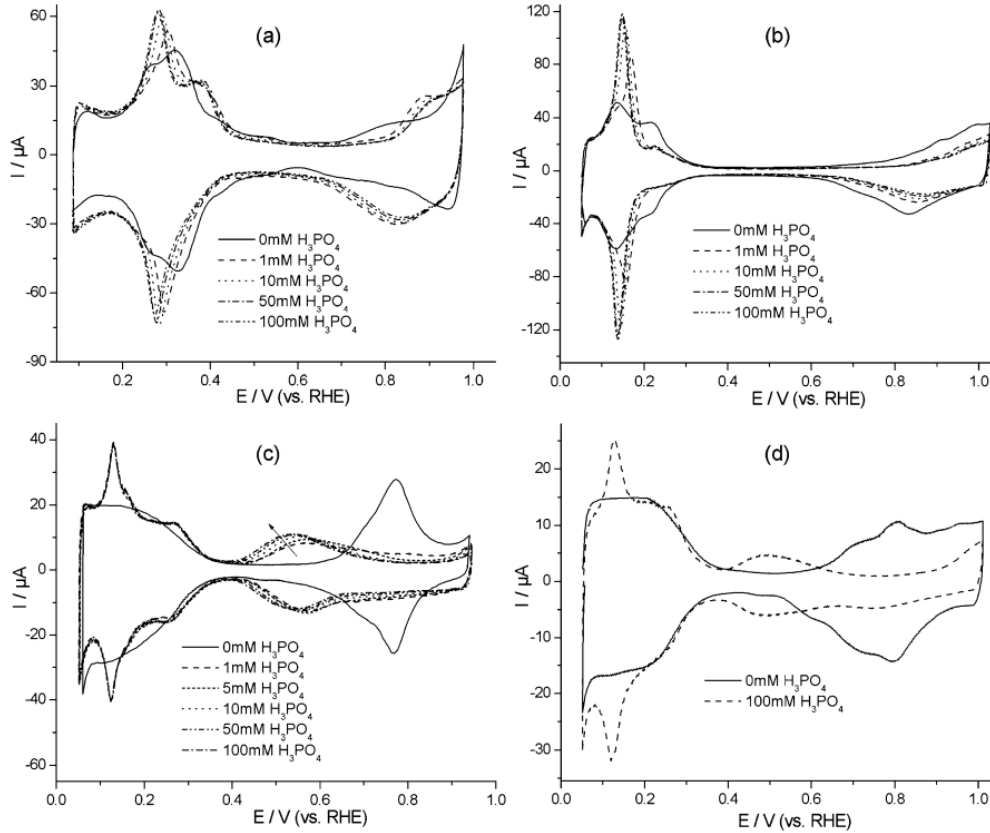 (a)
60
30
0
-30
-60
-90
I / µA
0mM H₃PO₄
1mM H₃PO₄
10mM H₃PO₄
50mM H₃PO₄
100mM H₃PO₄
0.2 0.4 0.6 0.8 1.0
E / V (vs. RHE)
(b)
120
80
40
0
-40
-80
-120
I / µA
0mM H₃PO₄
1mM H₃PO₄
10mM H₃PO₄
50mM H₃PO₄
100mM H₃PO₄
0.0 0.2 0.4 0.6 0.8 1.0
E / V (vs. RHE)
(c)
40
20
0
-20
-40
-60
I / µA
0mM H₃PO₄
1mM H₃PO₄
5mM H₃PO₄
10mM H₃PO₄
50mM H₃PO₄
100mM H₃PO₄
0.0 0.2 0.4 0.6 0.8 1.0
E / V (vs. RHE)
(d)
20
10
0
-10
-20
-30
I / µA
0mM H₃PO₄
100mM H₃PO₄
0.0 0.2 0.4 0.6 0.8 1.0
E / V (vs. RHE)